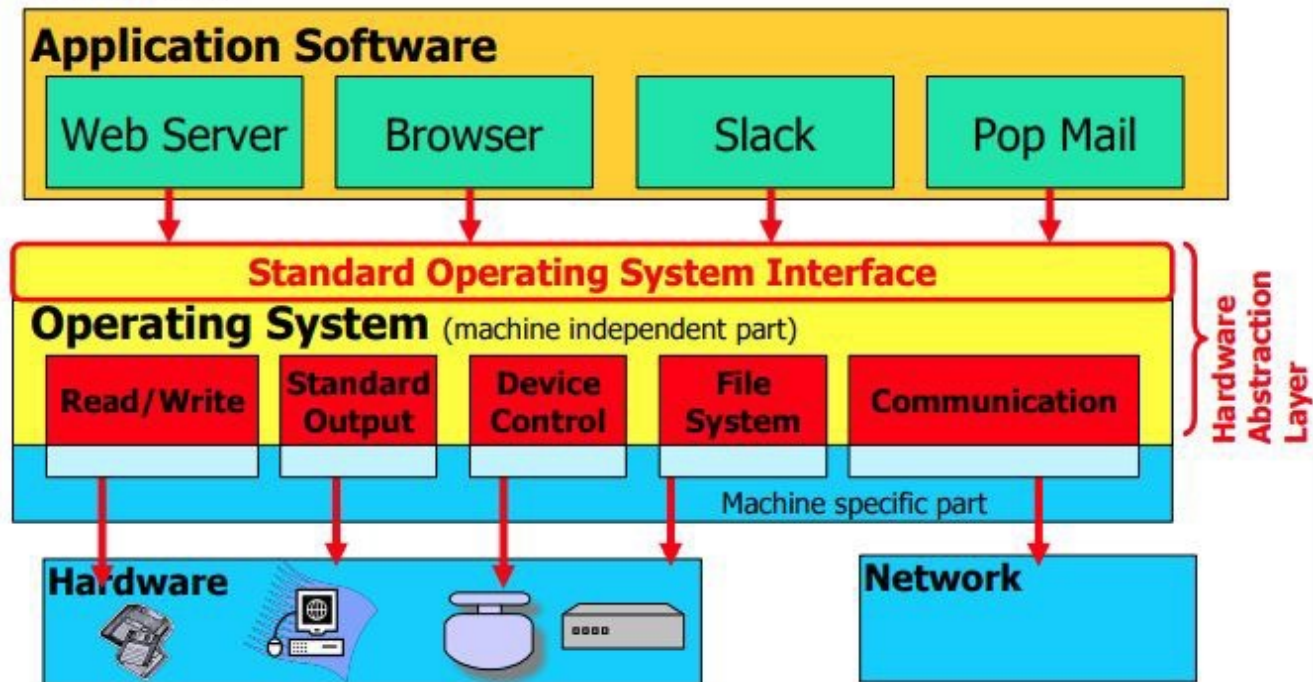 Application Software
Web Server
Browser
Slack
Pop Mail
Standard Operating System Interface
Operating System (machine independent part)
Read/Write
Standard
Output
Device
Control
File
System
Communication
Hardware
Abstraction
Layer
Machine specific part
Hardware
Network